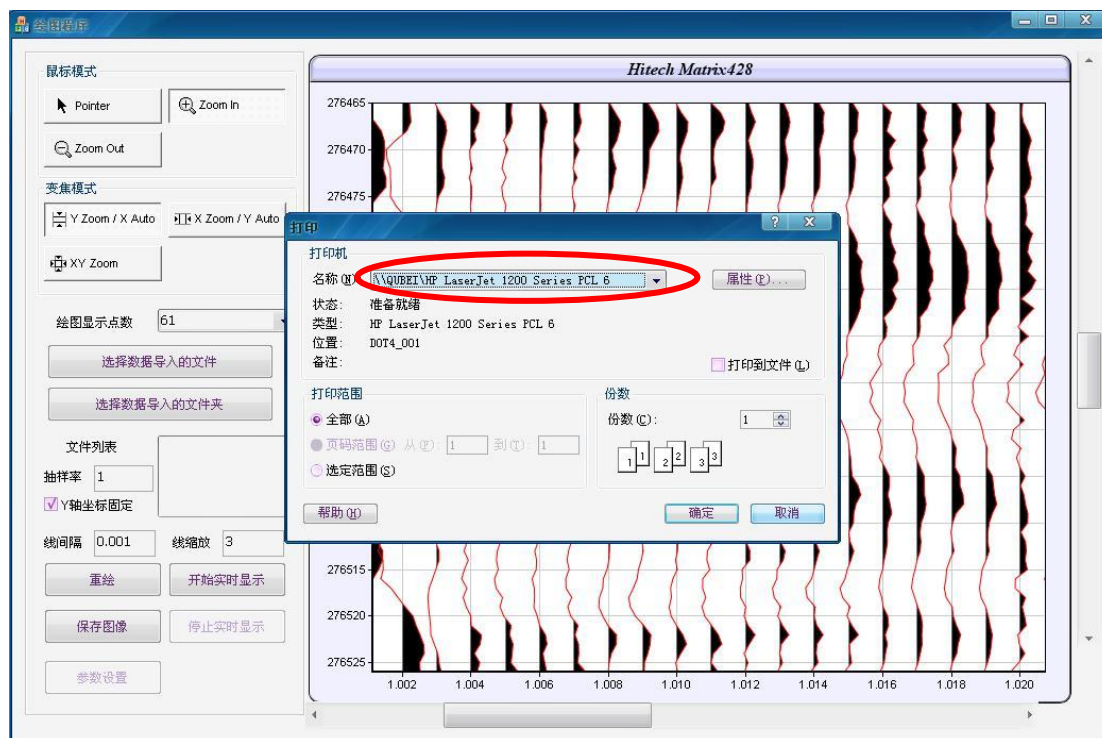 绘图程序
鼠标模式
Pointer
Zoom In
Zoom Out
变焦模式
Y Zoom / X Auto
X Zoom / Y Auto
XY Zoom
绘图显示点数 61
选择数据导入的文件
选择数据导入的文件夹
文件列表
抽样率 1
Y轴坐标固定
线间隔 0.001 线缩放 3
重绘 开始实时显示
保存图像 停止实时显示
参数设置
Hitech Matrix428
276465
276470
276475
打印
打印机
名称(N) \\QUBEI\HP LaserJet 1200 Series PCL 6 属性(P)...
状态: 准备就绪
类型: HP LaserJet 1200 Series PCL 6
位置: DOT4_001
备注: 打印到文件(L)
打印范围
全部(A)
页码范围(G) 从(F): 1 到(T): 1
选定范围(S)
份数
份数(C): 1
1 1 2 2 3 3
帮助(H) 确定 取消
276515
276520
276525
1.002 1.004 1.006 1.008 1.010 1.012 1.014 1.016 1.018 1.020